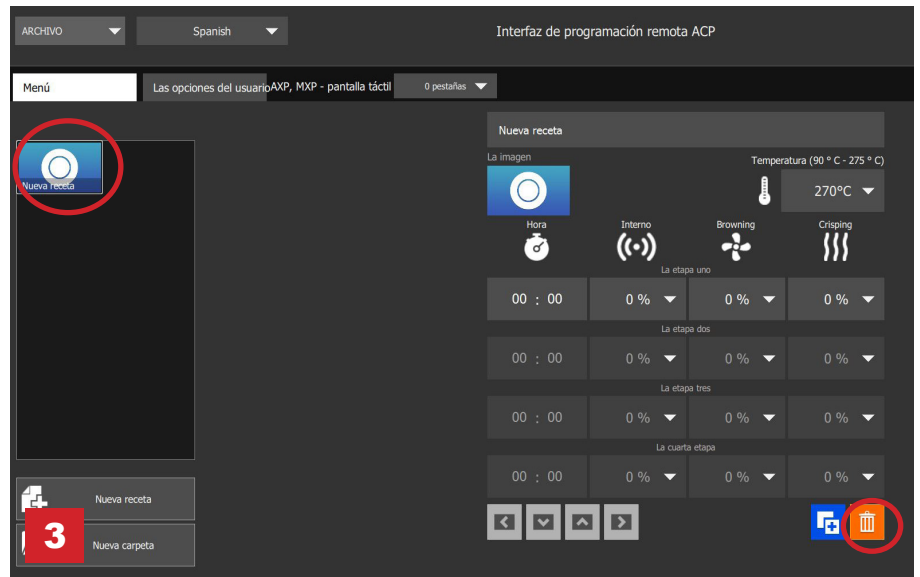 ARCHIVO
Spanish
Interfaz de programación remota ACP
Menú
Las opciones del usuario
AXP, MXP - pantalla táctil
0 pestañas
Nueva receta
Nueva receta
La imagen
Temperatura (90 ° C - 275 ° C)
270°C
Hora Interno Browning Crisping
La etapa uno
00 : 00 0 % 0 % 0 %
La etapa dos
00 : 00 0 % 0 % 0 %
La etapa tres
00 : 00 0 % 0 % 0 %
La cuarta etapa
00 : 00 0 % 0 % 0 %
Nueva receta
3
Nueva carpeta